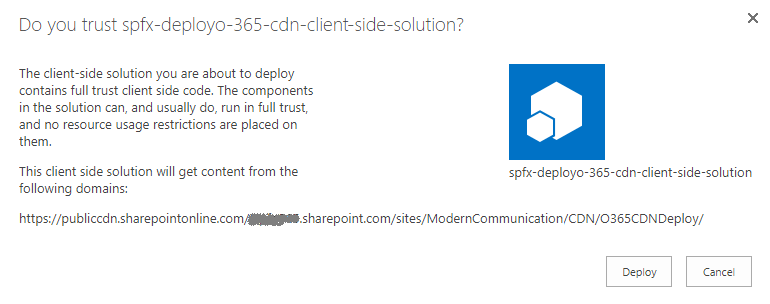 Do you trust spfx-deployo-365-cdn-client-side-solution?
The client-side solution you are about to deploy
contains full trust client side code. The components
in the solution can, and usually do, run in full trust,
and no resource usage restrictions are placed on
them.
This client side solution will get content from the
following domains:
spfx-deployo-365-cdn-client-side-solution
https://publiccdn.sharepointonline.com/ .sharepoint.com/sites/ModernCommunication/CDN/O365CDNDeploy/
Deploy
Cancel